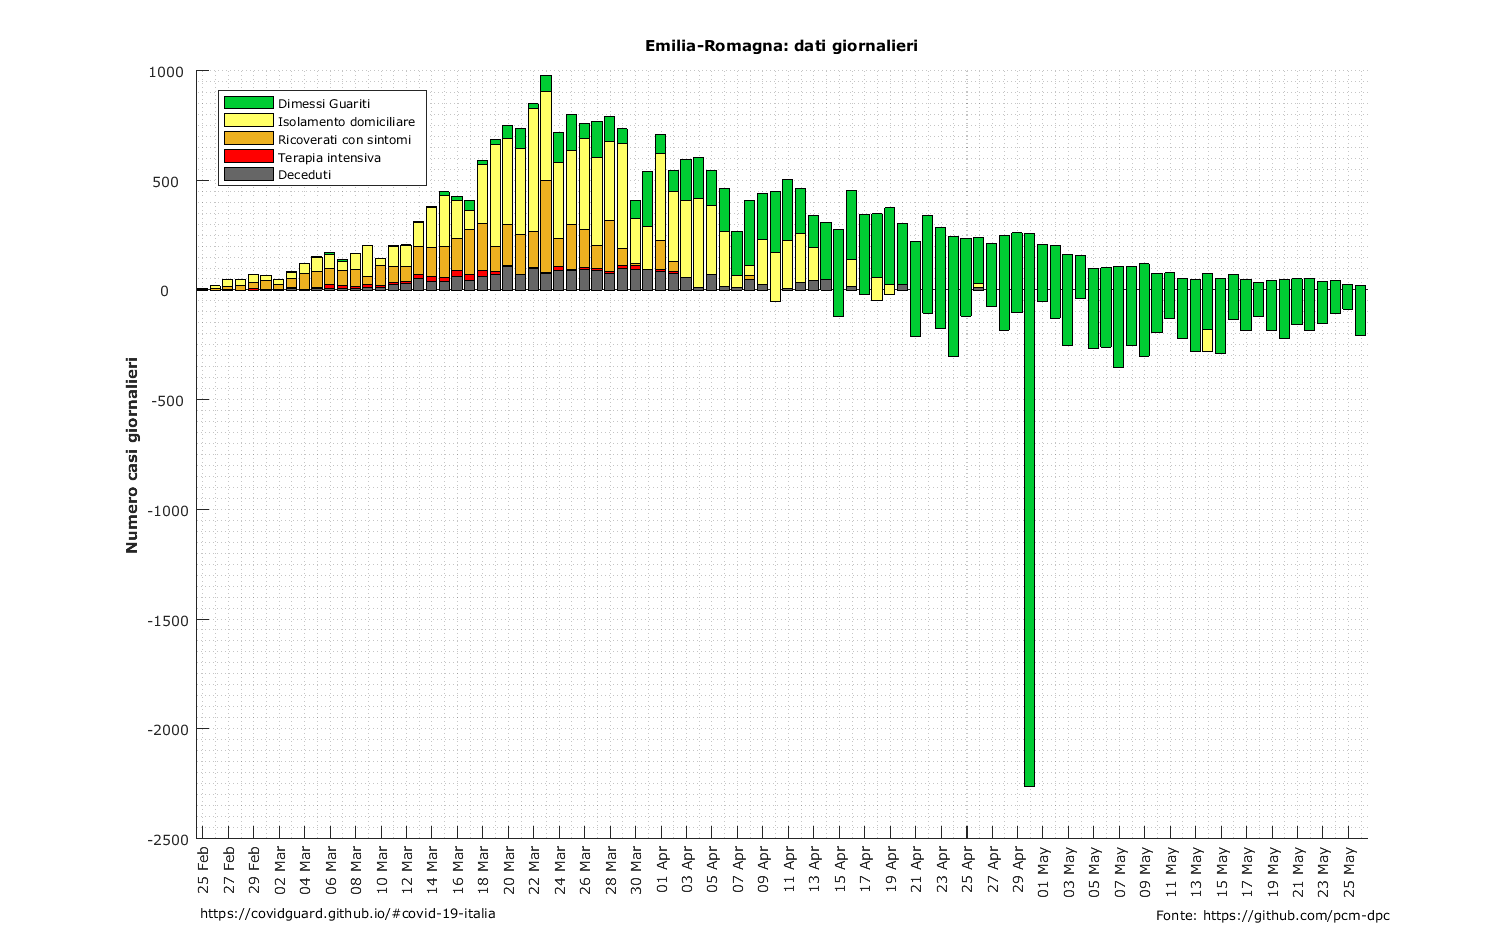 Emilia-Romagna: dati giornalieri
1000
500
0
-500
-1000
-1500
-2000
-2500
Numero casi giornalieri
Dimessi Guariti
Isolamento domiciliare
Ricoverati con sintomi
Terapia intensiva
Deceduti
25 Feb
27 Feb
29 Feb
02 Mar
04 Mar
06 Mar
08 Mar
10 Mar
12 Mar
14 Mar
16 Mar
18 Mar
20 Mar
22 Mar
24 Mar
26 Mar
28 Mar
30 Mar
01 Apr
03 Apr
05 Apr
07 Apr
09 Apr
11 Apr
13 Apr
15 Apr
17 Apr
19 Apr
21 Apr
23 Apr
25 Apr
27 Apr
29 Apr
01 May
03 May
05 May
07 May
09 May
11 May
13 May
15 May
17 May
19 May
21 May
23 May
25 May
https://covidguard.github.io/#covid-19-italia
Fonte: https://github.com/pcm-dpc